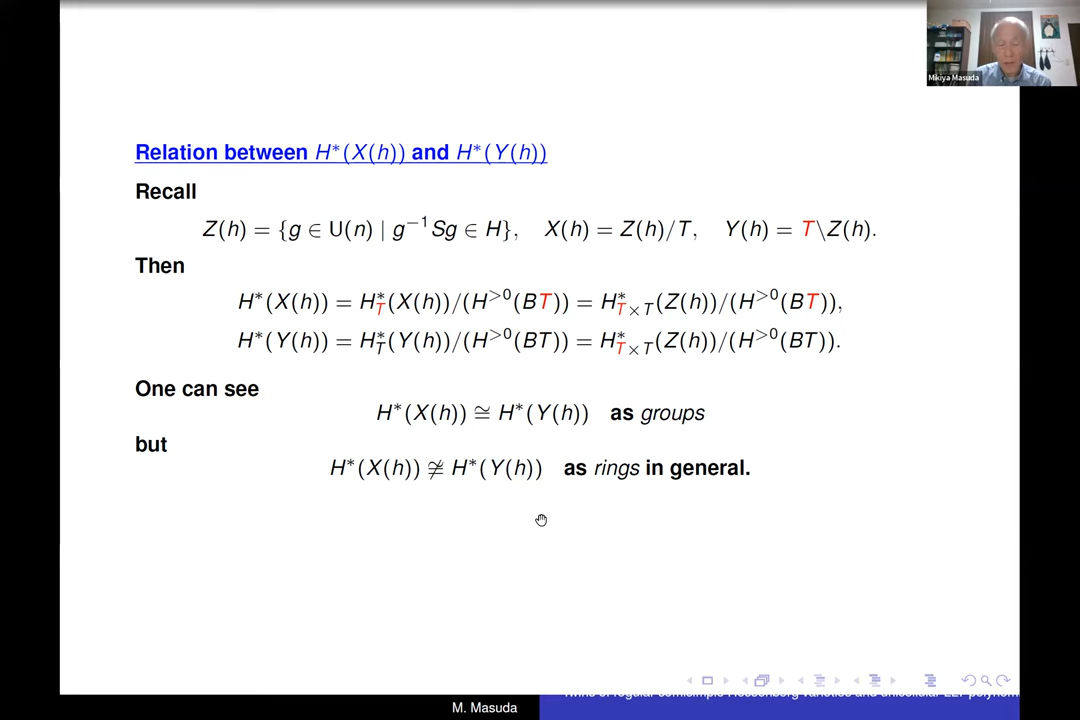 Mikiya Masuda
Relation between H*(X(h)) and H*(Y(h))
Recall
Z(h) = {g ∈ U(n) | g⁻¹Sg ∈ H}, X(h) = Z(h)/T, Y(h) = T\Z(h).
Then
H*(X(h)) = H*_T(X(h))/(H^{>0}(BT)) = H*_{T×T}(Z(h))/(H^{>0}(BT)),
H*(Y(h)) = H*_T(Y(h))/(H^{>0}(BT)) = H*_{T×T}(Z(h))/(H^{>0}(BT)).
One can see
H*(X(h)) ≅ H*(Y(h)) as groups
but
H*(X(h)) ≇ H*(Y(h)) as rings in general.
M. Masuda